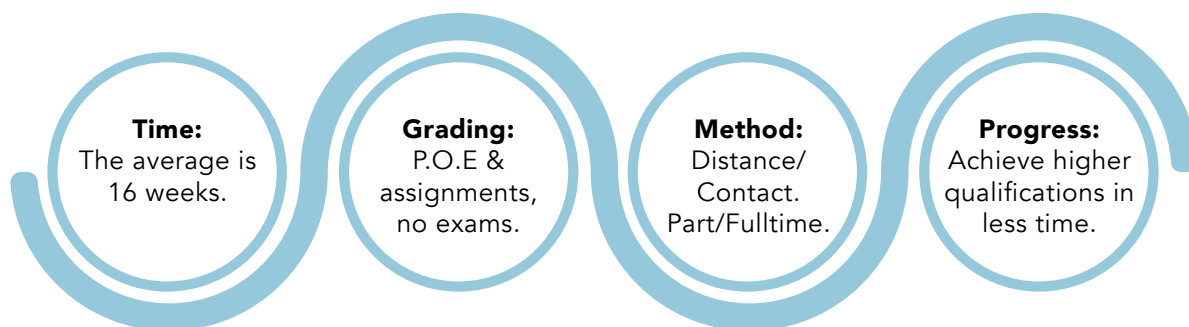 Time:
The average is
16 weeks.
Grading:
P.O.E &
assignments,
no exams.
Method:
Distance/
Contact.
Part/Fulltime.
Progress:
Achieve higher
qualifications in
less time.